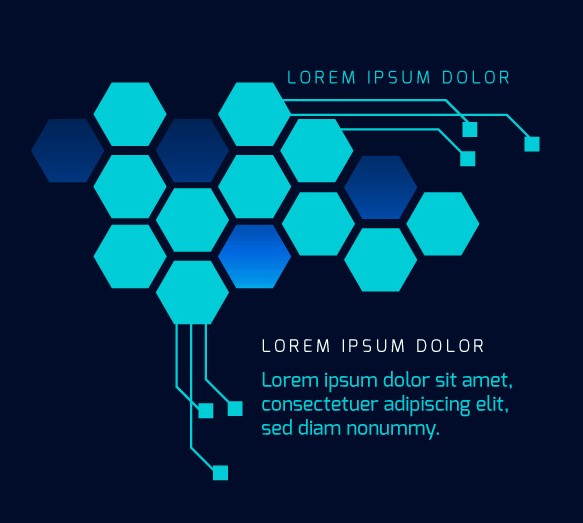 LOREM IPSUM DOLOR
LOREM IPSUM DOLOR
Lorem ipsum dolor sit amet,
consectetuer adipiscing elit,
sed diam nonummy.